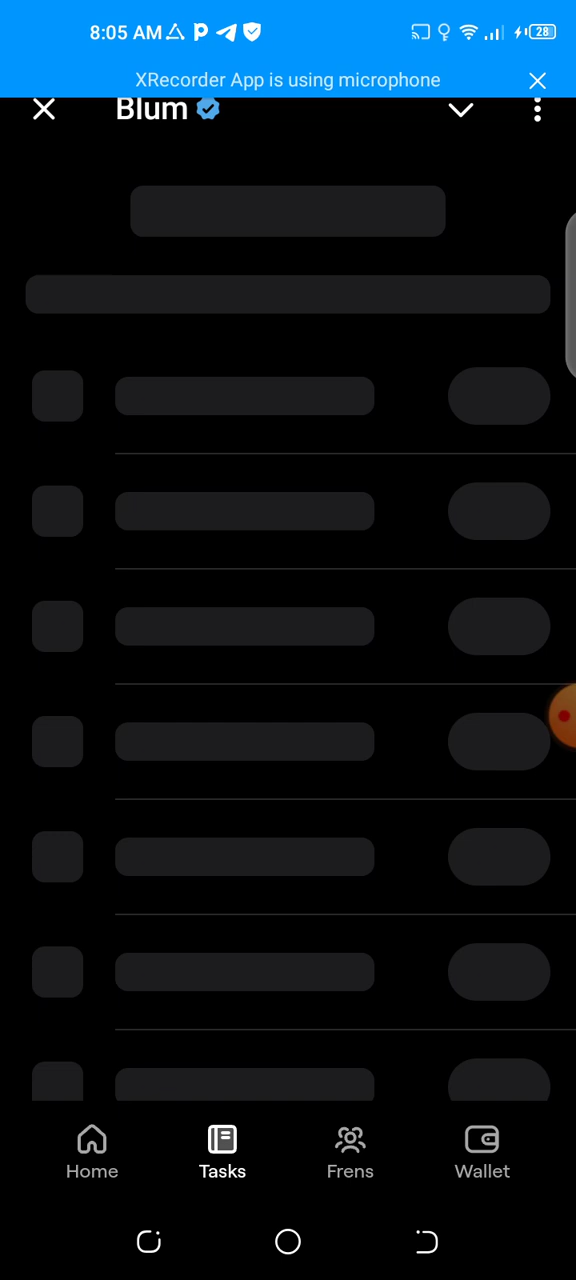 8:05 AM
28
XRecorder App is using microphone
Blum
Home
Tasks
Frens
Wallet